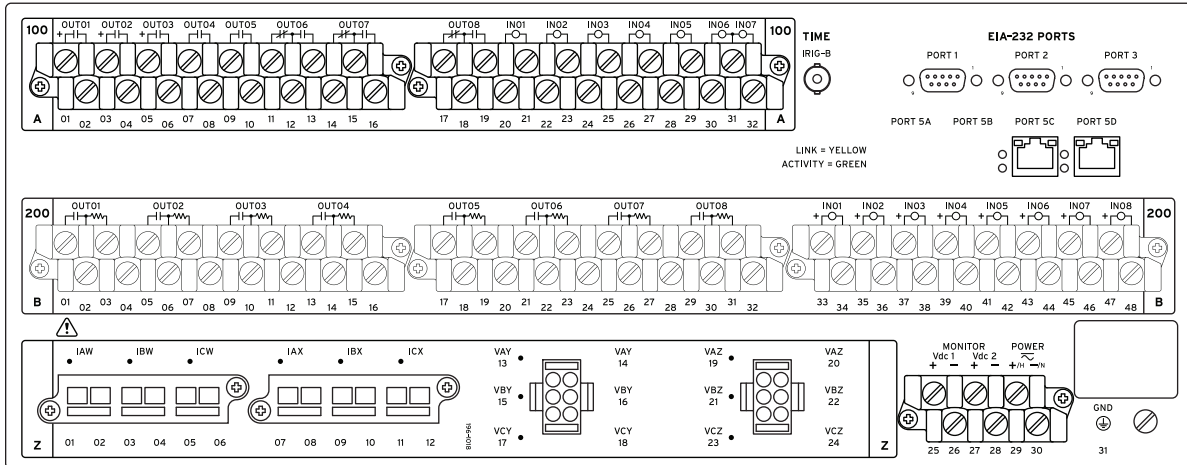 100 OUT01 OUT02 OUT03 OUT04 OUT05 OUT06 OUT07 OUT08 IN01 IN02 IN03 IN04 IN05 IN06 IN07 100
+ + +
A 01 02 03 04 05 06 07 08 09 10 11 12 13 14 15 16 17 18 19 20 21 22 23 24 25 26 27 28 29 30 31 32 A
TIME
IRIG-B
EIA-232 PORTS
PORT 1 PORT 2 PORT 3
1 1 1
9 9 9
PORT 5A PORT 5B PORT 5C PORT 5D
LINK = YELLOW
ACTIVITY = GREEN
200 OUT01 OUT02 OUT03 OUT04 OUT05 OUT06 OUT07 OUT08 IN01 IN02 IN03 IN04 IN05 IN06 IN07 IN08 200
+ + + + + + + +
B 01 02 03 04 05 06 07 08 09 10 11 12 13 14 15 16 17 18 19 20 21 22 23 24 25 26 27 28 29 30 31 32 33 34 35 36 37 38 39 40 41 42 43 44 45 46 47 48 B
!
IAW IBW ICW IAX IBX ICX
VAY VAY VAZ VAZ
13 14 19 20
VBY VBY VBZ VBZ
15 16 21 22
VCY VCY VCZ VCZ
17 18 23 24
Z 01 02 03 04 05 06 07 08 09 10 11 12 Z
196-0018
MONITOR POWER
Vdc 1 Vdc 2
+ − + − +/H −/N
25 26 27 28 29 30
GND
31